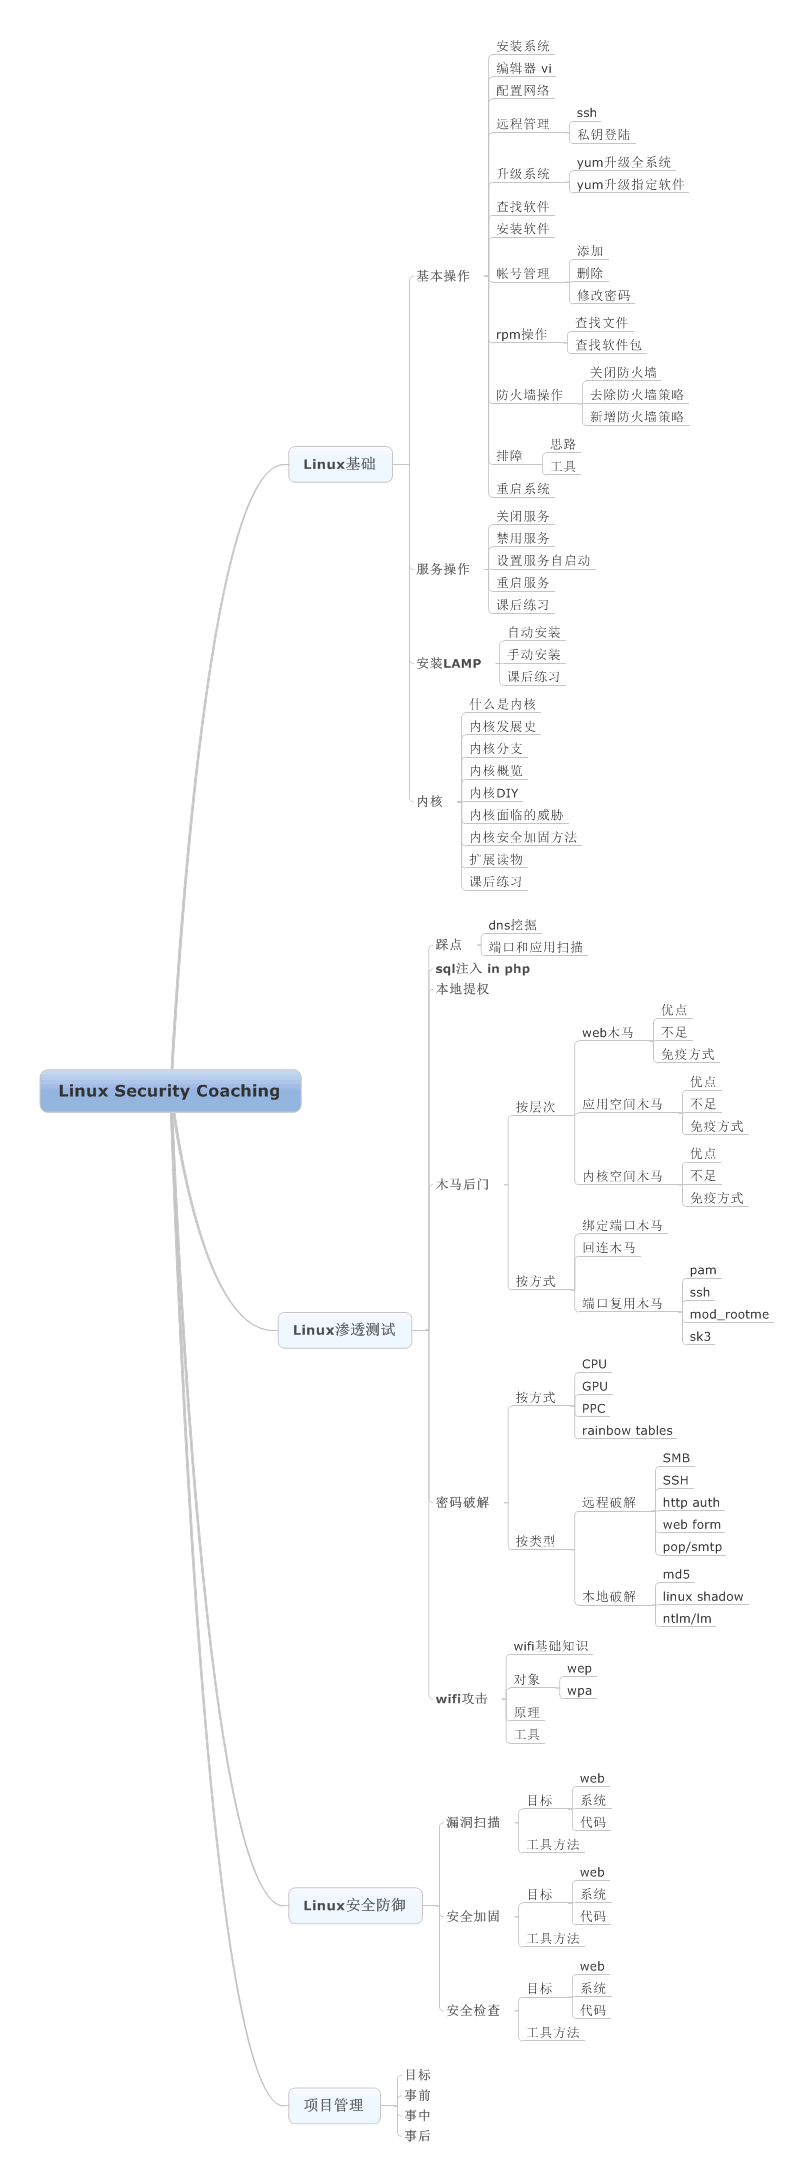 Linux Security Coaching
Linux基础
基本操作
安装系统
编辑器 vi
配置网络
远程管理
ssh
私钥登陆
升级系统
yum升级全系统
yum升级指定软件
查找软件
安装软件
帐号管理
添加
删除
修改密码
rpm操作
查找文件
查找软件包
防火墙操作
关闭防火墙
去除防火墙策略
新增防火墙策略
排障
思路
工具
重启系统
服务操作
关闭服务
禁用服务
设置服务自启动
重启服务
课后练习
安装LAMP
自动安装
手动安装
课后练习
内核
什么是内核
内核发展史
内核分支
内核概览
内核DIY
内核面临的威胁
内核安全加固方法
扩展读物
课后练习
Linux渗透测试
踩点
dns挖掘
端口和应用扫描
sql注入 in php
本地提权
木马后门
按层次
web木马
优点
不足
免疫方式
应用空间木马
优点
不足
免疫方式
内核空间木马
优点
不足
免疫方式
按方式
绑定端口木马
回连木马
端口复用木马
pam
ssh
mod_rootme
sk3
密码破解
按方式
CPU
GPU
PPC
rainbow tables
按类型
远程破解
SMB
SSH
http auth
web form
pop/smtp
本地破解
md5
linux shadow
ntlm/lm
wifi攻击
wifi基础知识
对象
wep
wpa
原理
工具
Linux安全防御
漏洞扫描
目标
web
系统
代码
工具方法
安全加固
目标
web
系统
代码
工具方法
安全检查
目标
web
系统
代码
工具方法
项目管理
目标
事前
事中
事后